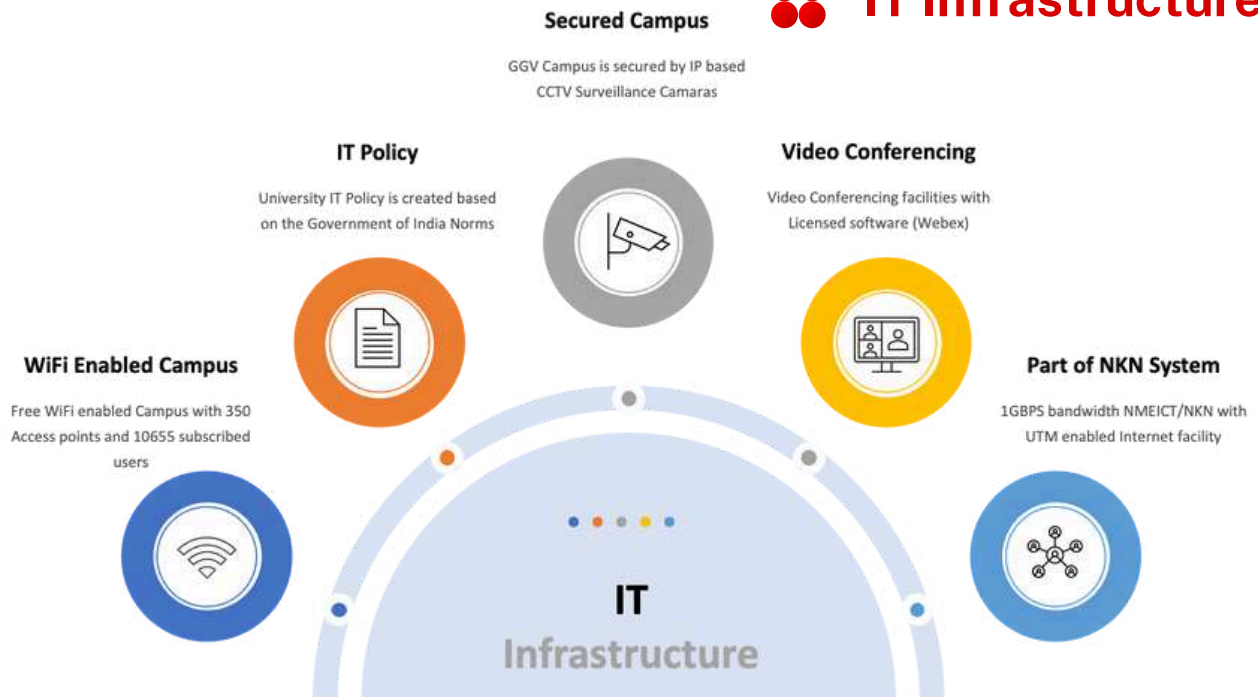 IT Infrastructure
Secured Campus
GGV Campus is secured by IP based
CCTV Surveillance Camaras
IT Policy
University IT Policy is created based
on the Government of India Norms
Video Conferencing
Video Conferencing facilities with
Licensed software (Webex)
WiFi Enabled Campus
Free WiFi enabled Campus with 350
Access points and 10655 subscribed
users
Part of NKN System
1GBPS bandwidth NMEICT/NKN with
UTM enabled Internet facility
IT
Infrastructure